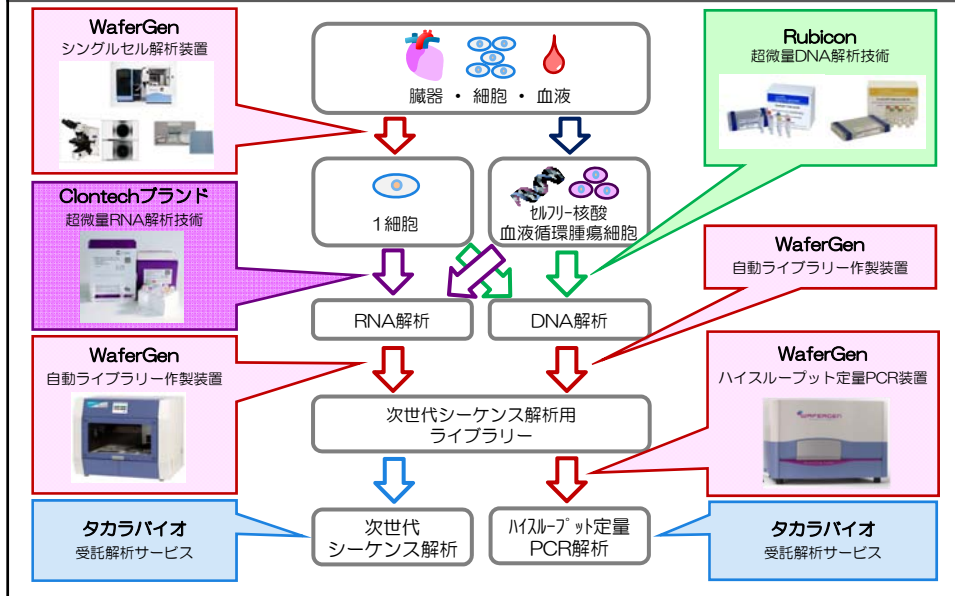 WaferGen
シングルセル解析装置
臓器 ・ 細胞 ・ 血液
Rubicon
超微量DNA解析技術
Clontechブランド
超微量RNA解析技術
1細胞
セルフリー核酸
血液循環腫瘍細胞
WaferGen
自動ライブラリー作製装置
RNA解析
DNA解析
WaferGen
自動ライブラリー作製装置
次世代シーケンス解析用
ライブラリー
WaferGen
ハイスループット定量PCR装置
WAFERGEN
タカラバイオ
受託解析サービス
次世代
シーケンス解析
ハイスループット定量
PCR解析
タカラバイオ
受託解析サービス